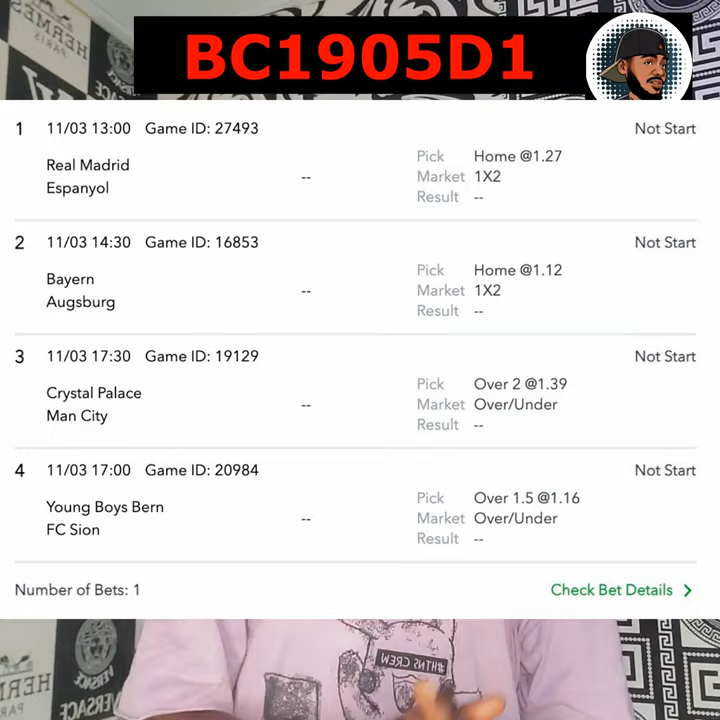 BC1905D1
HERMES
PARIS
1 11/03 13:00 Game ID: 27493 Not Start
Real Madrid
Espanyol
--
Pick Home @1.27
Market 1X2
Result --
2 11/03 14:30 Game ID: 16853 Not Start
Bayern
Augsburg
--
Pick Home @1.12
Market 1X2
Result --
3 11/03 17:30 Game ID: 19129 Not Start
Crystal Palace
Man City
--
Pick Over 2 @1.39
Market Over/Under
Result --
4 11/03 17:00 Game ID: 20984 Not Start
Young Boys Bern
FC Sion
--
Pick Over 1.5 @1.16
Market Over/Under
Result --
Number of Bets: 1 Check Bet Details
#HTNS CREW
VERSACE
HERMES
VERSACE